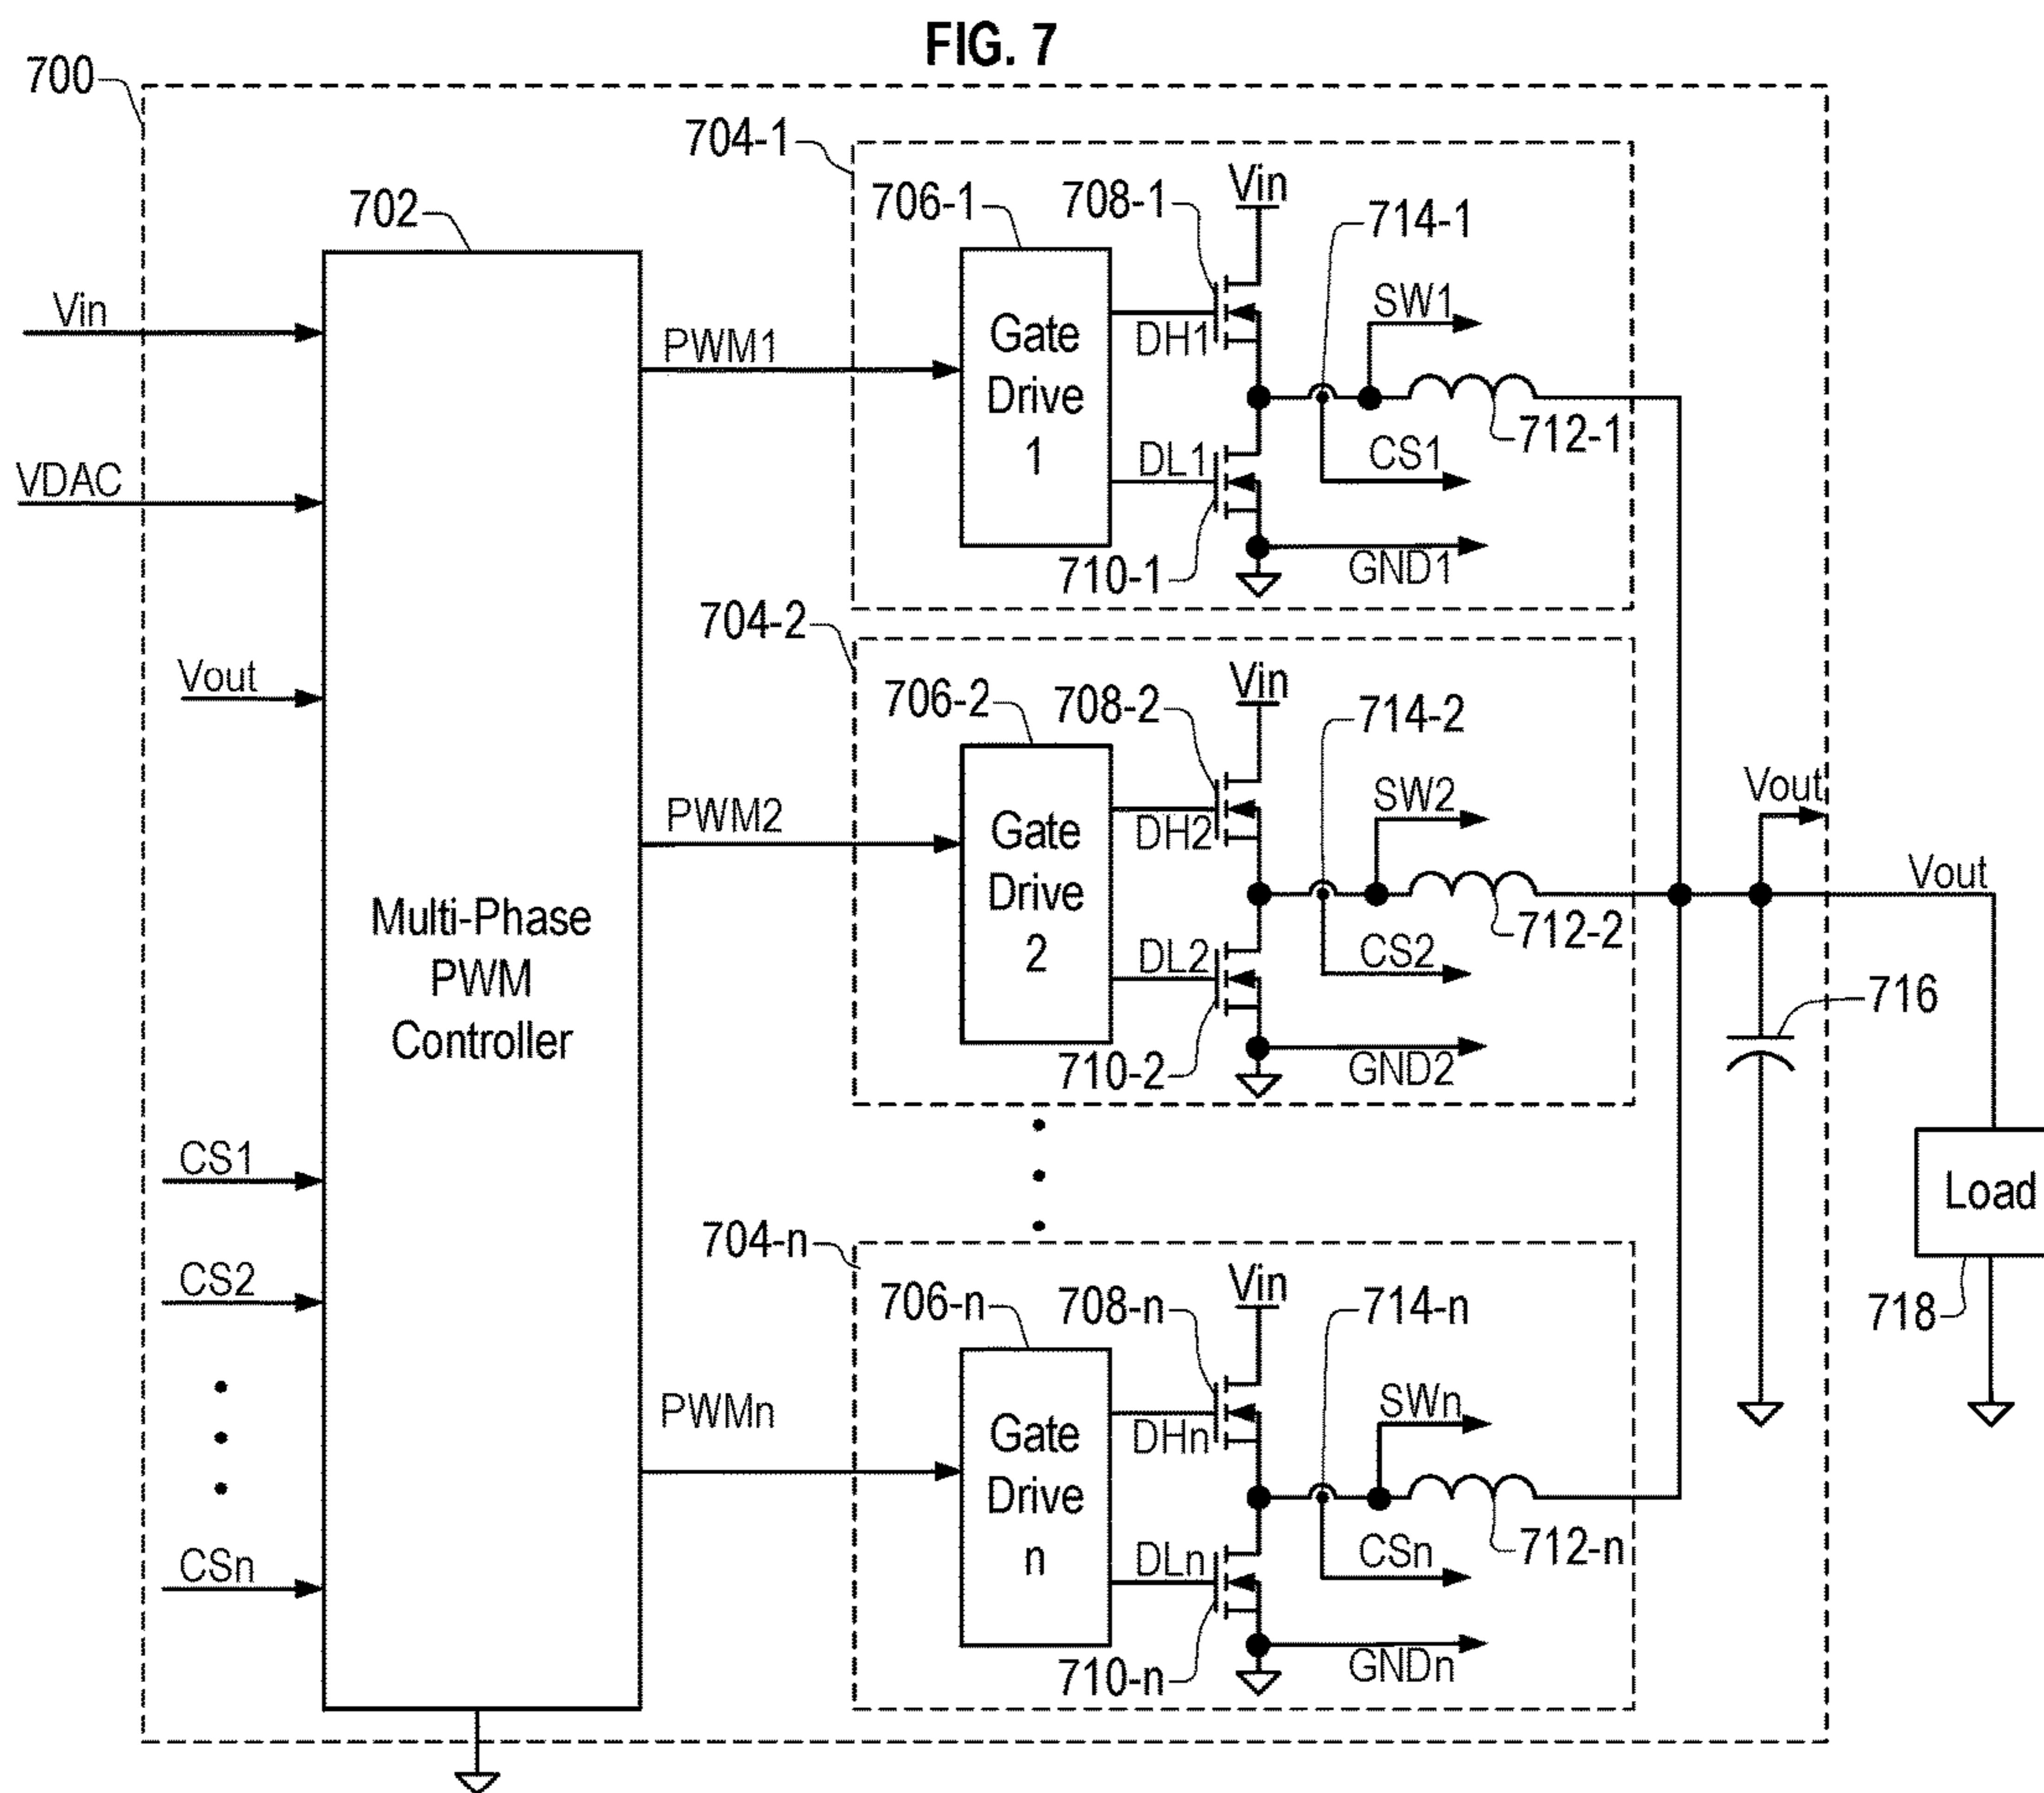 FIG. 7
700
704-1
702
706-1
708-1
Vin
714-1
Vin
PWM1
Gate
Drive
1
DH1
SW1
712-1
VDAC
DL1
CS1
710-1
GND1
704-2
Vout
706-2
708-2
Vin
714-2
PWM2
Gate
Drive
2
DH2
SW2
712-2
Vout
Vout
Multi-Phase
PWM
Controller
DL2
CS2
710-2
GND2
716
CS1
Load
718
704-n
CS2
706-n
708-n
Vin
714-n
PWMn
Gate
Drive
n
DHn
SWn
712-n
CSn
DLn
CSn
710-n
GNDn